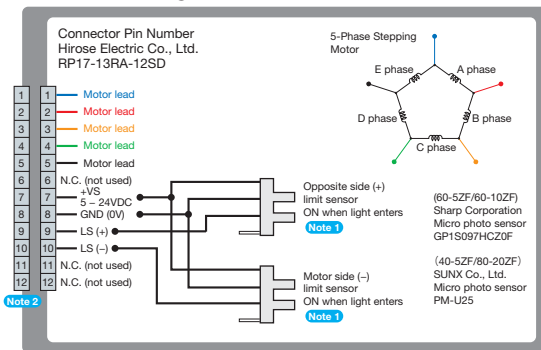 Connector Pin Number
Hirose Electric Co., Ltd.
RP17-13RA-12SD
5-Phase Stepping
Motor
E phase
A phase
D phase
B phase
C phase
1 1 Motor lead
2 2 Motor lead
3 3 Motor lead
4 4 Motor lead
5 5 Motor lead
6 6 N.C. (not used)
7 7 +VS
5 – 24VDC
8 8 GND (0V)
9 9 LS (+)
10 10 LS (–)
11 11 N.C. (not used)
12 12 N.C. (not used)
Note 2
Opposite side (+)
limit sensor
ON when light enters
Note 1
(60-5ZF/60-10ZF)
Sharp Corporation
Micro photo sensor
GP1S097HCZ0F
Motor side (–)
limit sensor
ON when light enters
Note 1
(40-5ZF/80-20ZF)
SUNX Co., Ltd.
Micro photo sensor
PM-U25